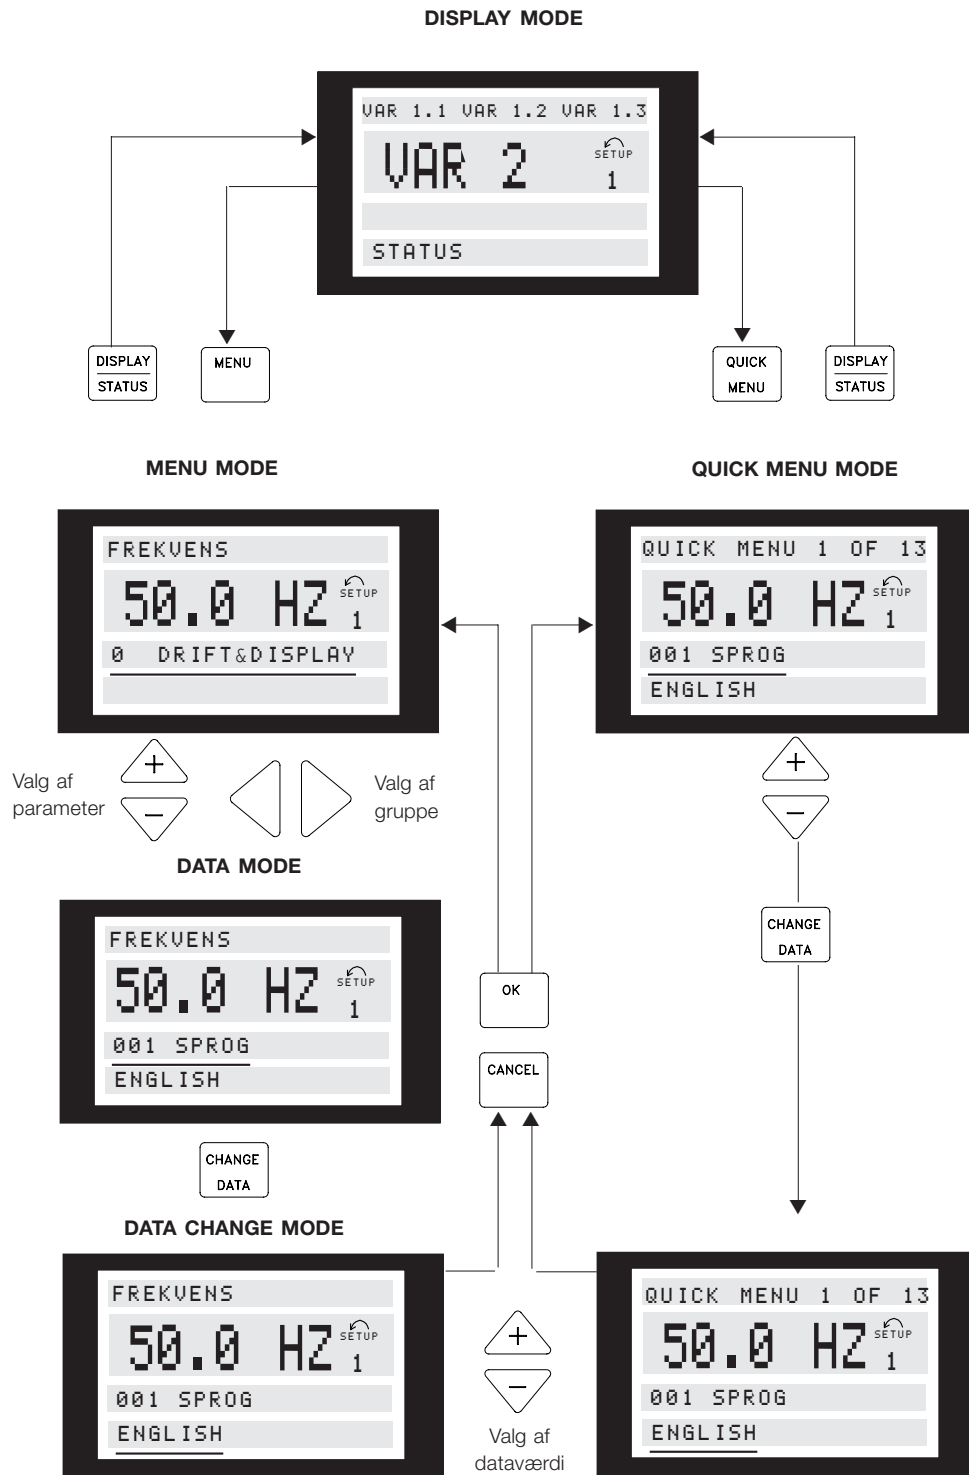 DISPLAY MODE
VAR 1.1 VAR 1.2 VAR 1.3
VAR 2
SETUP
1
STATUS
DISPLAY
STATUS
MENU
QUICK
MENU
DISPLAY
STATUS
MENU MODE
FREKVENS
50.0 HZ
SETUP
1
0 DRIFT&DISPLAY
Valg af
parameter
+
−
Valg af
gruppe
QUICK MENU MODE
QUICK MENU 1 OF 13
50.0 HZ
SETUP
1
001 SPROG
ENGLISH
+
−
CHANGE
DATA
DATA MODE
FREKVENS
50.0 HZ
SETUP
1
001 SPROG
ENGLISH
OK
CANCEL
CHANGE
DATA
DATA CHANGE MODE
FREKVENS
50.0 HZ
SETUP
1
001 SPROG
ENGLISH
+
−
Valg af
dataværdi
QUICK MENU 1 OF 13
50.0 HZ
SETUP
1
001 SPROG
ENGLISH